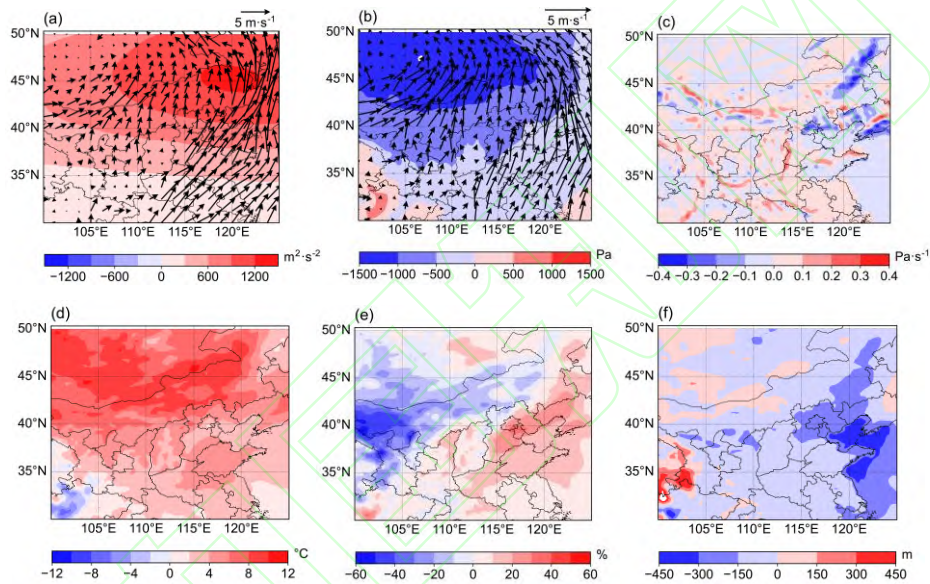 (a) 5 m·s⁻¹
50°N
45°N
40°N
35°N
105°E 110°E 115°E 120°E
−1200 −600 0 600 1200 m²·s⁻²
(b) 5 m·s⁻¹
50°N
45°N
40°N
35°N
105°E 110°E 115°E 120°E
−1500 −1000 −500 0 500 1000 1500 Pa
(c)
50°N
45°N
40°N
35°N
105°E 110°E 115°E 120°E
−0.4 −0.3 −0.2 −0.1 0.0 0.1 0.2 0.3 0.4 Pa·s⁻¹
(d)
50°N
45°N
40°N
35°N
105°E 110°E 115°E 120°E
−12 −8 −4 0 4 8 12 °C
(e)
50°N
45°N
40°N
35°N
105°E 110°E 115°E 120°E
−60 −40 −20 0 20 40 60 %
(f)
50°N
45°N
40°N
35°N
105°E 110°E 115°E 120°E
−450 −300 −150 0 150 300 450 m